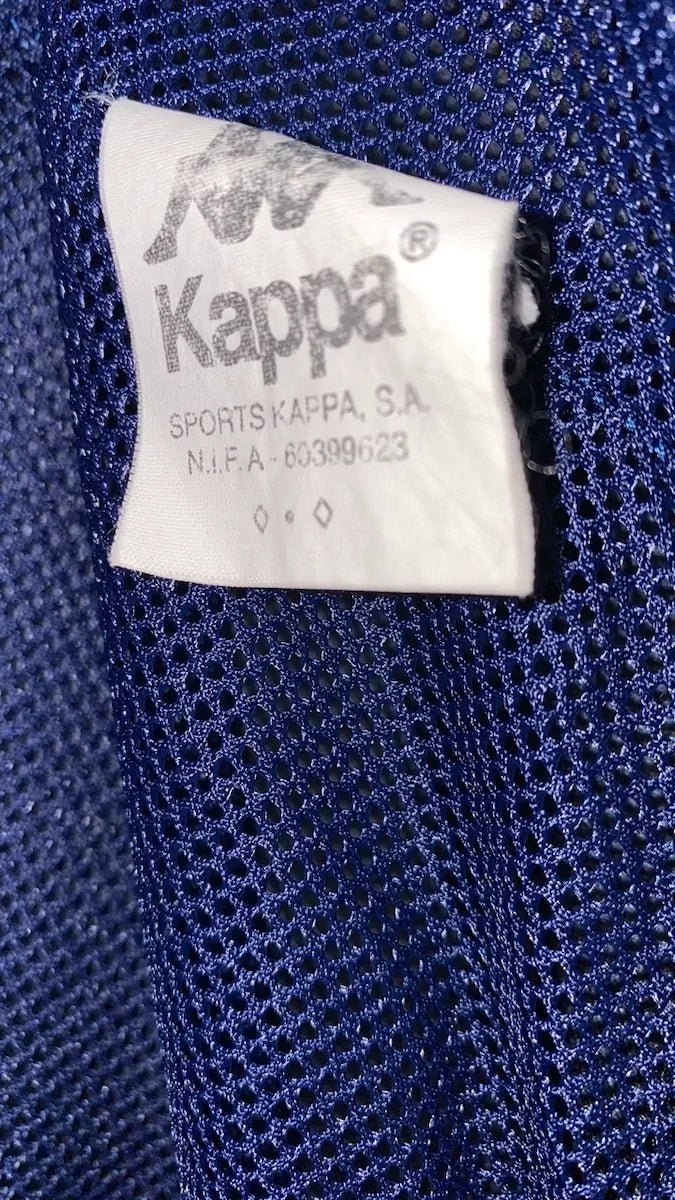 Kappa®
SPORTS KAPPA, S.A.
N.I.F. A - 60399623